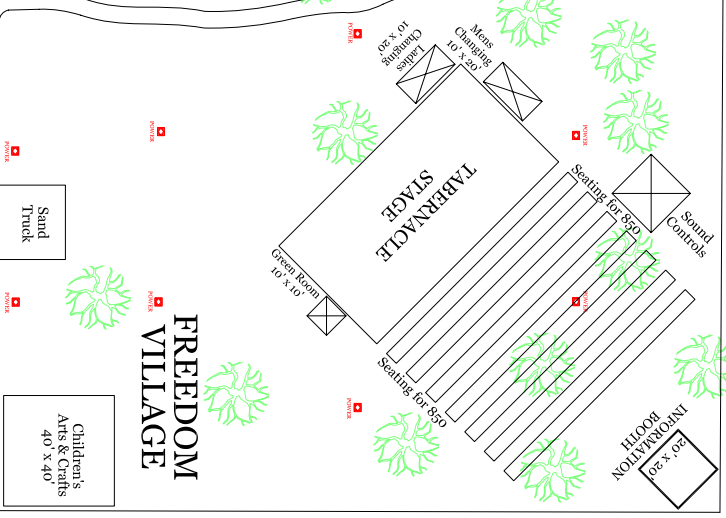 POWER
Ladies
Changing
10' x 20'
Mens
Changing
10' x 20'
POWER
POWER
POWER
TABERNACLE
STAGE
Seating for 850
Sound
Controls
Sand
Truck
Green Room
10' x 10'
POWER
POWER
POWER
FREEDOM
VILLAGE
Seating for 850
POWER
Children's
Arts & Crafts
40' x 40'
INFORMATION
BOOTH
20' x 20'